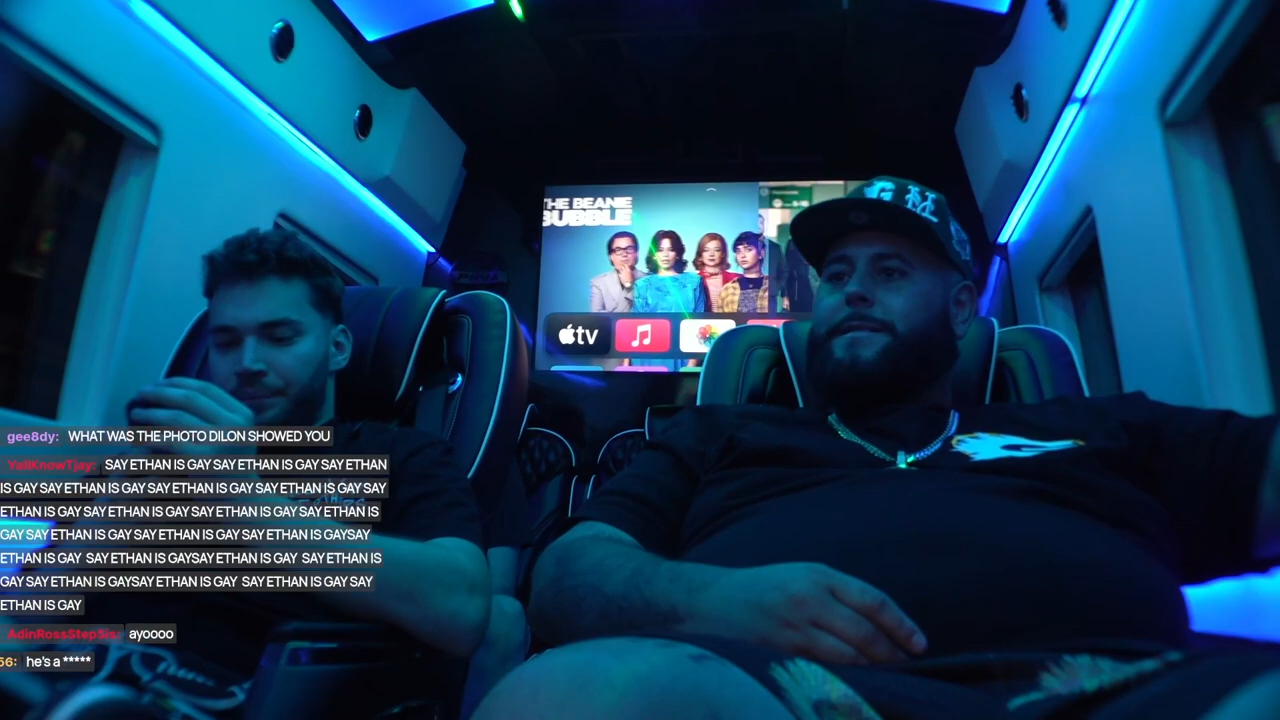 THE BEANIE
BUBBLE
tv
gee8dy: WHAT WAS THE PHOTO DILON SHOWED YOU
YallKnowTjay: SAY ETHAN IS GAY SAY ETHAN IS GAY SAY ETHAN
IS GAY SAY ETHAN IS GAY SAY ETHAN IS GAY SAY ETHAN IS GAY SAY
ETHAN IS GAY SAY ETHAN IS GAY SAY ETHAN IS GAY SAY ETHAN IS
GAY SAY ETHAN IS GAY SAY ETHAN IS GAY SAY ETHAN IS GAYSAY
ETHAN IS GAY SAY ETHAN IS GAYSAY ETHAN IS GAY SAY ETHAN IS
GAY SAY ETHAN IS GAYSAY ETHAN IS GAY SAY ETHAN IS GAY SAY
ETHAN IS GAY
AdinRossStepSis: ayoooo
56: he's a *****